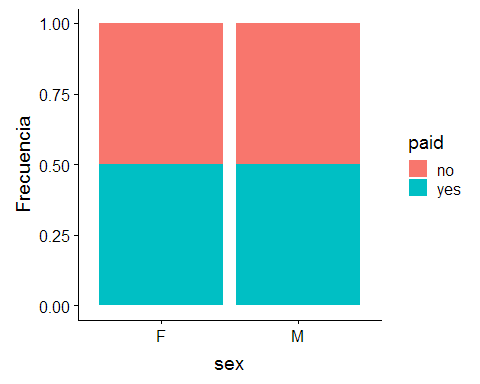 Frecuencia
1.00
0.75
0.50
0.25
0.00
F M
sex
paid
no
yes